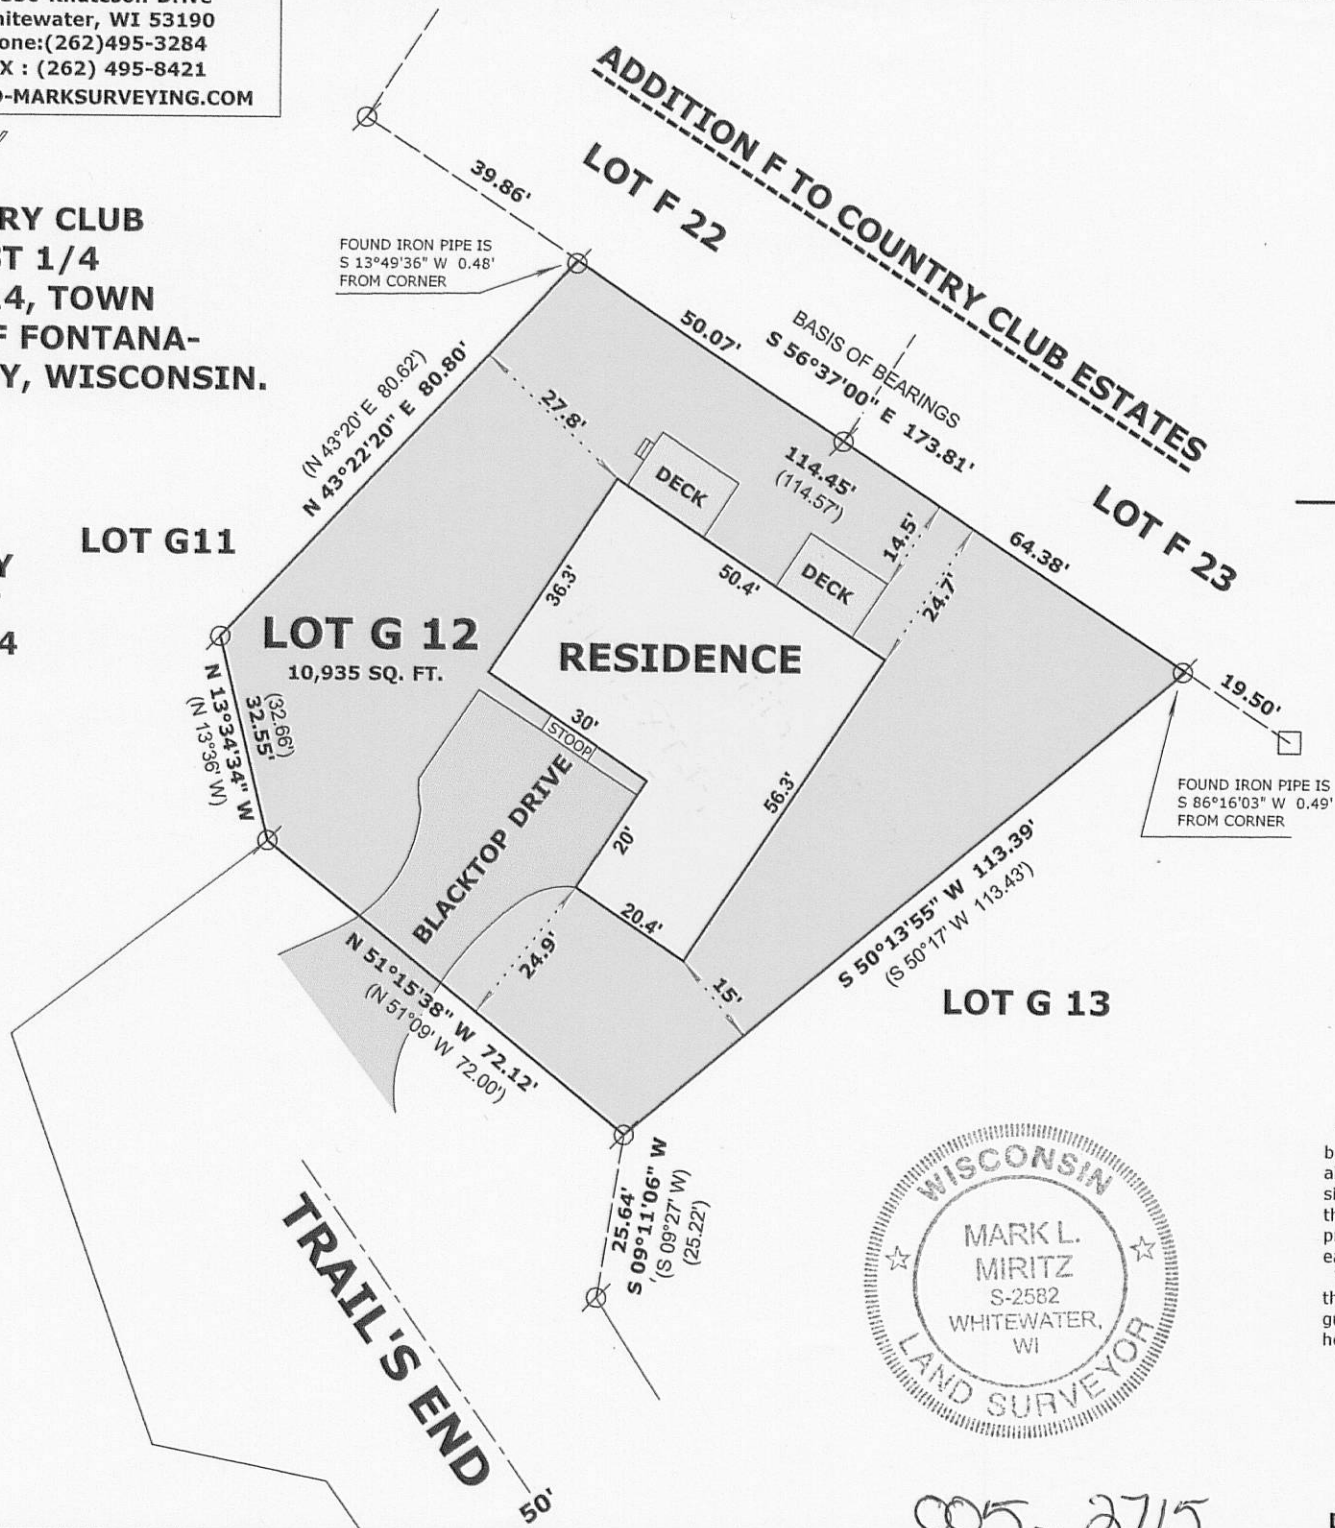 hitewater, WI 53190
one:(262)495-3284
X : (262) 495-8421
-MARKSURVEYING.COM
RY CLUB
ST 1/4
4, TOWN
F FONTANA-
Y, WISCONSIN.
Y
4
ADDITION F TO COUNTRY CLUB ESTATES
LOT F 22
39.86'
FOUND IRON PIPE IS
S 13°49'36" W 0.48'
FROM CORNER
50.07'
BASIS OF BEARINGS
S 56°37'00" E 173.81'
114.45'
(114.57')
64.38'
LOT F 23
19.50'
FOUND IRON PIPE IS
S 86°16'03" W 0.49'
FROM CORNER
(N 43°20' E 80.62')
N 43°22'20" E 80.80'
27.8'
DECK
DECK
14.5'
24.7'
50.4'
36.3'
LOT G11
LOT G 12
10,935 SQ. FT.
RESIDENCE
(32.66')
32.55'
N 13°34'34" W
(N 13°36' W)
30'
STOOP
BLACKTOP DRIVE
20'
56.3'
20.4'
24.9'
15'
S 50°13'55" W 113.39'
(S 50°17' W 113.43')
LOT G 13
N 51°15'38" W 72.12'
(N 51°09' W 72.00')
25.64'
S 09°11'06" W
(S 09°27' W)
(25.22')
TRAIL'S END
50'
WISCONSIN
MARK L.
MIRITZ
S-2582
WHITEWATER,
WI
LAND SURVEYOR
b
a
th
p
th
005-2715